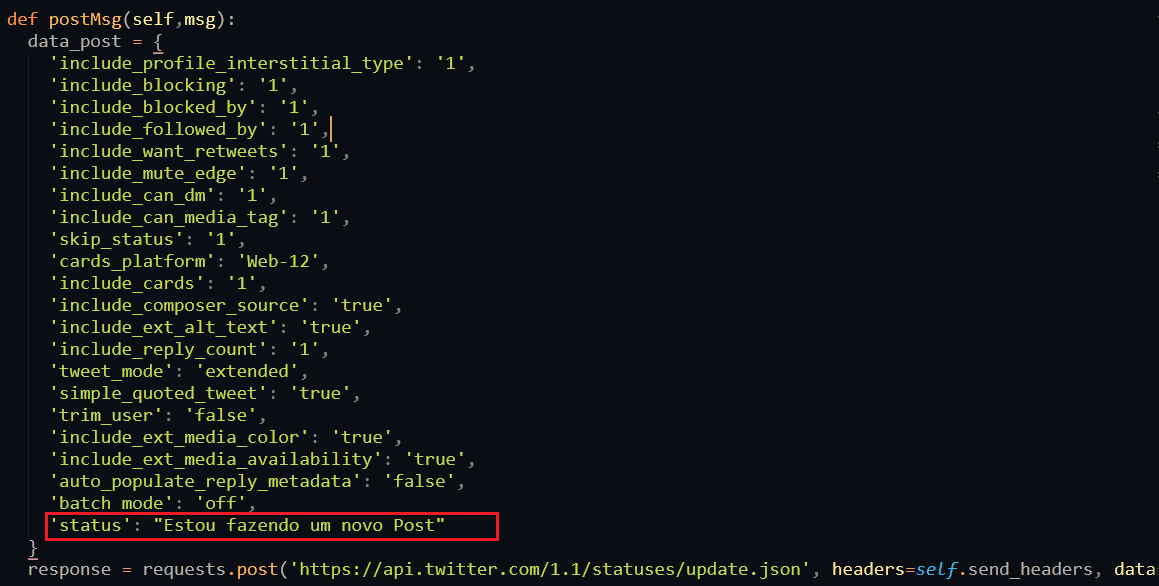 def postMsg(self,msg):
data_post = {
'include_profile_interstitial_type': '1',
'include_blocking': '1',
'include_blocked_by': '1',
'include_followed_by': '1',
'include_want_retweets': '1',
'include_mute_edge': '1',
'include_can_dm': '1',
'include_can_media_tag': '1',
'skip_status': '1',
'cards_platform': 'Web-12',
'include_cards': '1',
'include_composer_source': 'true',
'include_ext_alt_text': 'true',
'include_reply_count': '1',
'tweet_mode': 'extended',
'simple_quoted_tweet': 'true',
'trim_user': 'false',
'include_ext_media_color': 'true',
'include_ext_media_availability': 'true',
'auto_populate_reply_metadata': 'false',
'batch_mode': 'off',
'status': "Estou fazendo um novo Post"
}
response = requests.post('https://api.twitter.com/1.1/statuses/update.json', headers=self.send_headers, data